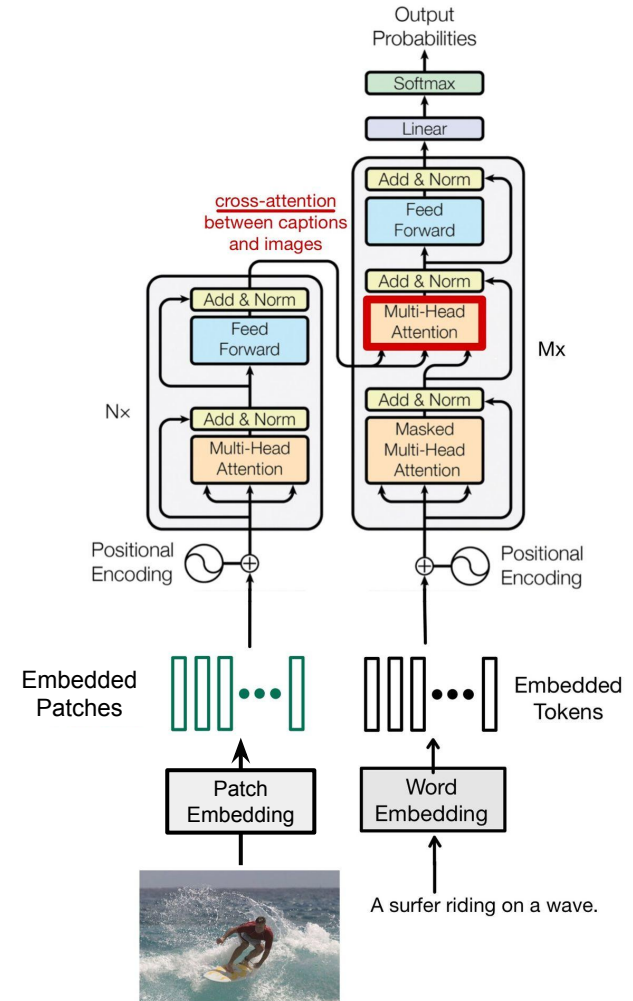 Output
Probabilities
Softmax
Linear
Add & Norm
Feed
Forward
Add & Norm
Multi-Head
Attention
Mx
Add & Norm
Masked
Multi-Head
Attention
cross-attention
between captions
and images
Add & Norm
Feed
Forward
N×
Add & Norm
Multi-Head
Attention
Positional
Encoding
Positional
Encoding
Embedded
Patches
Embedded
Tokens
Patch
Embedding
Word
Embedding
A surfer riding on a wave.